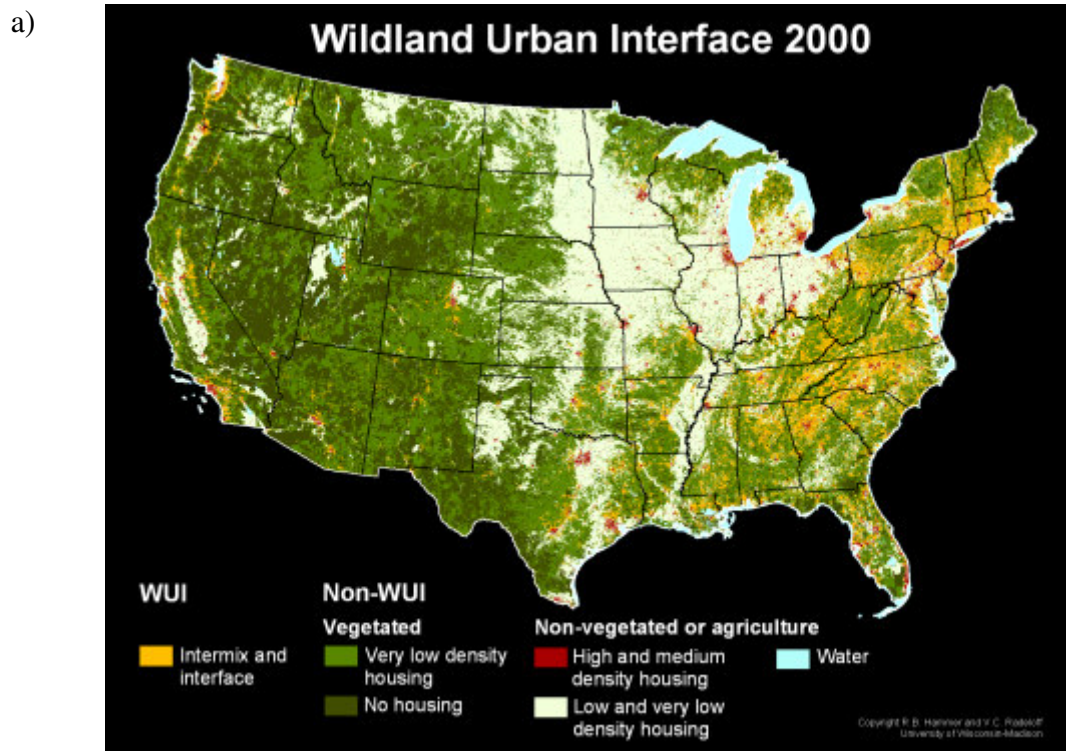 a)
Wildland Urban Interface 2000
WUI
Intermix and
interface
Non-WUI
Vegetated
Very low density
housing
No housing
Non-vegetated or agriculture
High and medium
density housing
Low and very low
density housing
Water
Copyright R. B. Hammer and V. C. Radeloff
University of Wisconsin-Madison